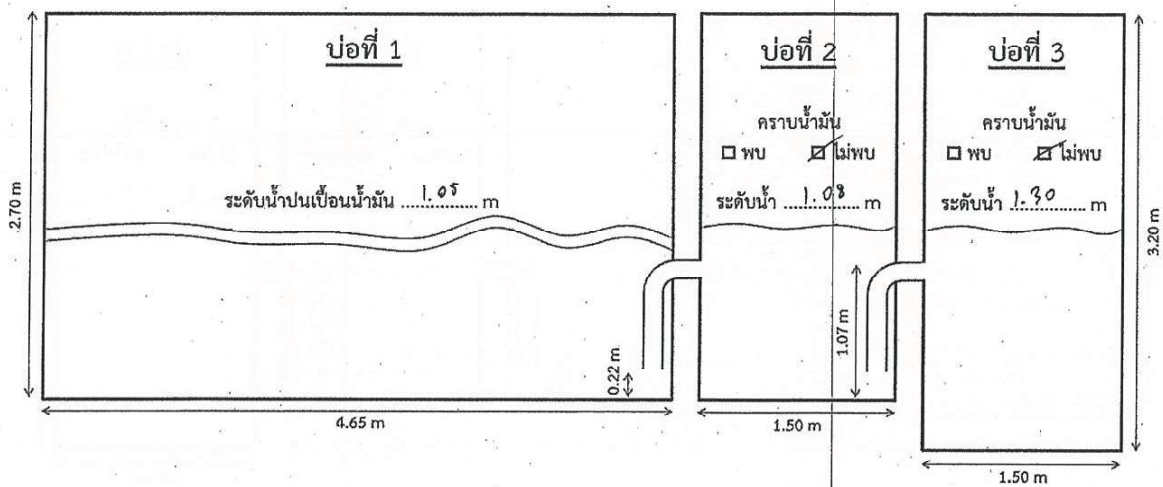 บ่อที่ 1
บ่อที่ 2
บ่อที่ 3
คราบน้ำมัน
คราบน้ำมัน
พบ ไม่พบ
พบ ไม่พบ
ระดับน้ำปนเปื้อนน้ำมัน 1.05 m
ระดับน้ำ 1.08 m
ระดับน้ำ 1.30 m
2.70 m
3.20 m
0.22 m
1.07 m
4.65 m
1.50 m
1.50 m